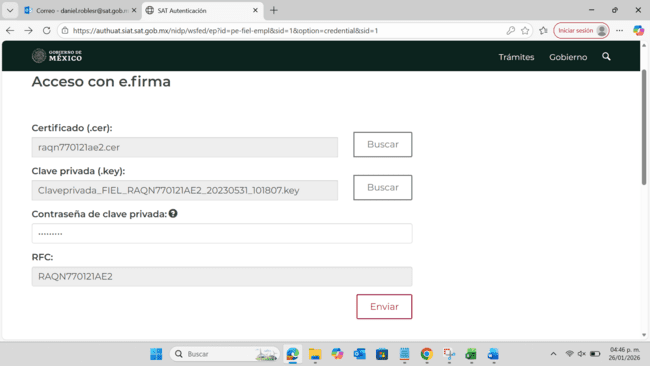 Correo - daniel.roblesr@sat.gob.m
SAT Autenticación
https://authuat.siat.sat.gob.mx/nidp/wsfed/ep?id=pe-fiel-empl&sid=1&option=credential&sid=1
Iniciar sesión
GOBIERNO DE
MÉXICO
Trámites Gobierno
Acceso con e.firma
Certificado (.cer):
raqn770121ae2.cer
Buscar
Clave privada (.key):
Claveprivada_FIEL_RAQN770121AE2_20230531_101807.key
Buscar
Contraseña de clave privada:
•••••••••
RFC:
RAQN770121AE2
Enviar
Buscar
04:46 p. m.
26/01/2026